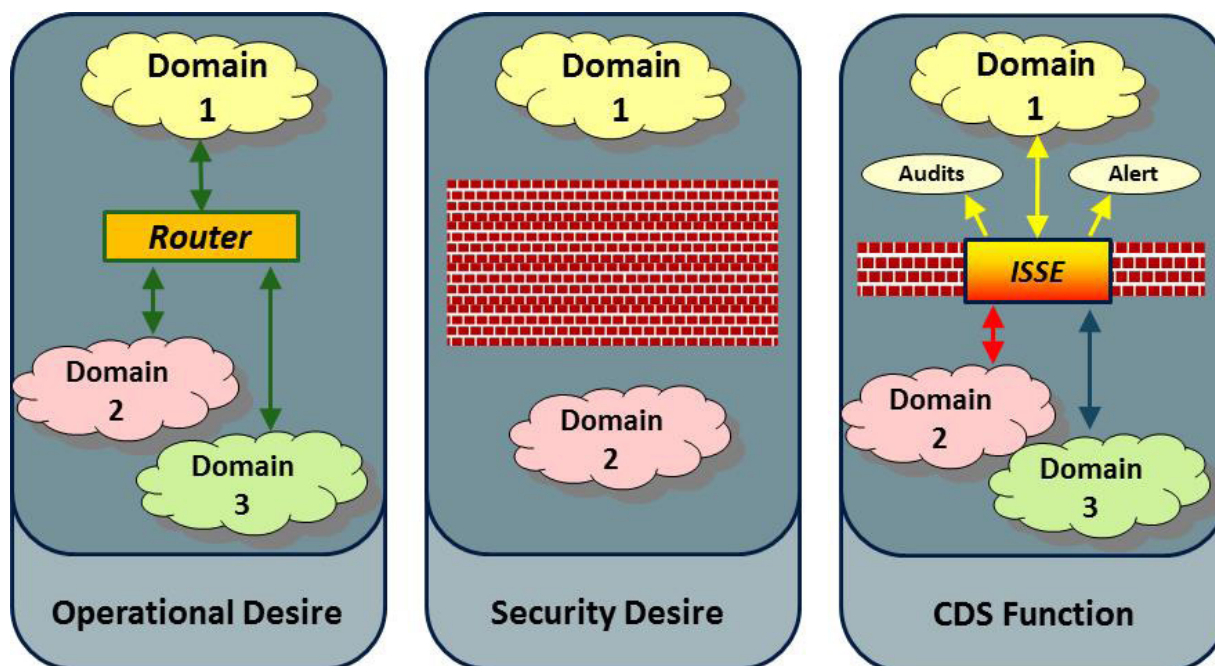 Domain
1
Router
Domain
2
Domain
3
Operational Desire
Domain
1
Domain
2
Security Desire
Domain
1
Audits
Alert
ISSE
Domain
2
Domain
3
CDS Function